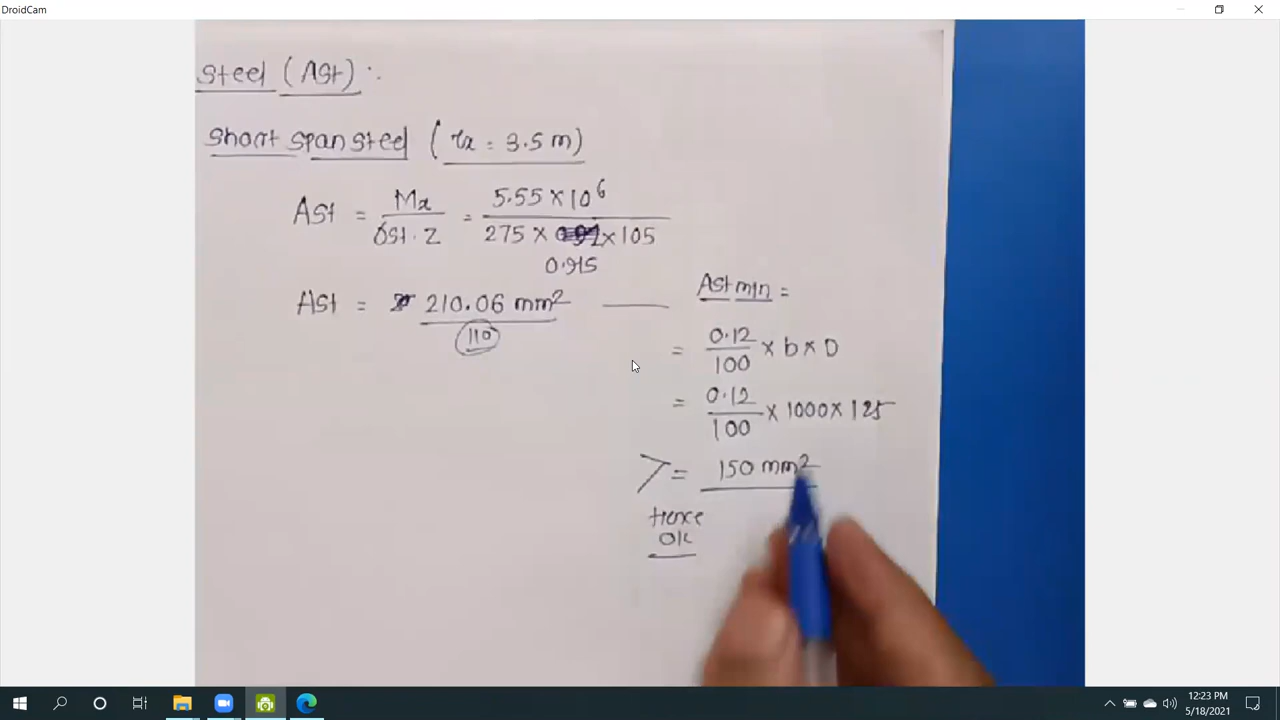 DroidCam
Steel (Ast) :
Short span steel (lx = 3.5 m)
Ast = Mx / σst · Z = 5.55 × 10^6 / 275 × × 105
0.915
Ast = 210.06 mm²
110
Ast min =
= 0.12 / 100 × b × D
= 0.12 / 100 × 1000 × 125
> = 150 mm²
Hence
OK
12:23 PM
5/18/2021